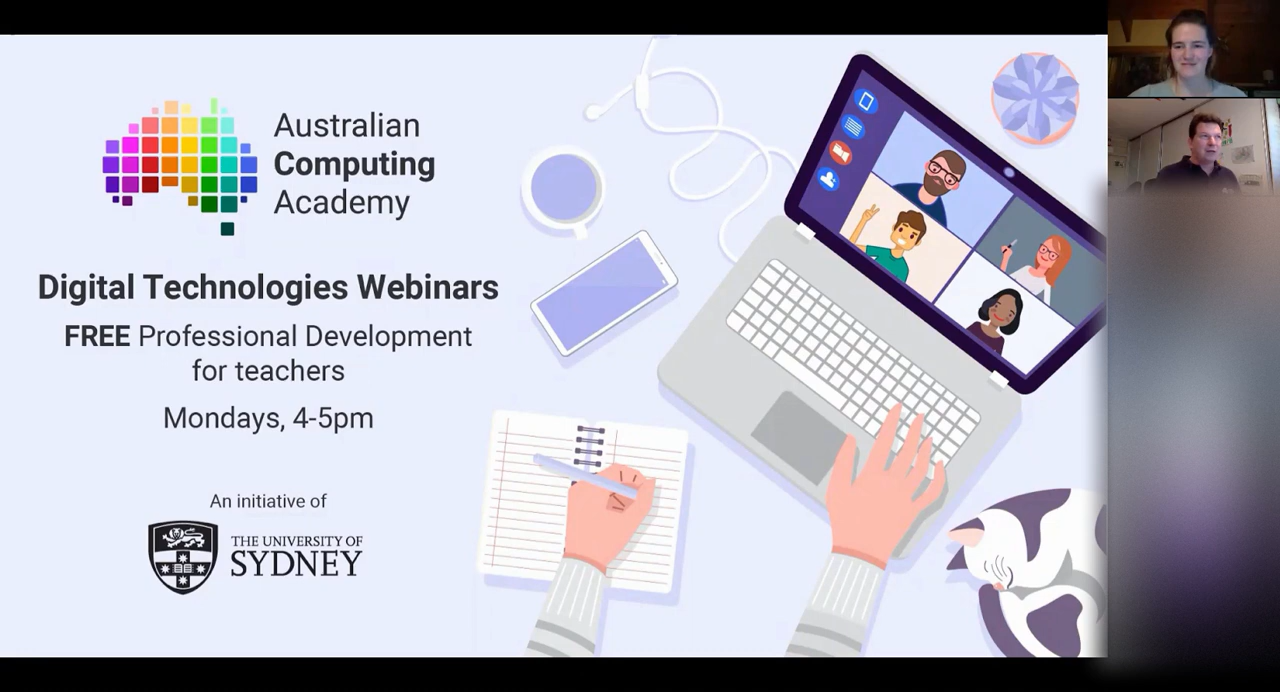 Australian
Computing
Academy
Digital Technologies Webinars
FREE Professional Development
for teachers
Mondays, 4-5pm
An initiative of
THE UNIVERSITY OF
SYDNEY